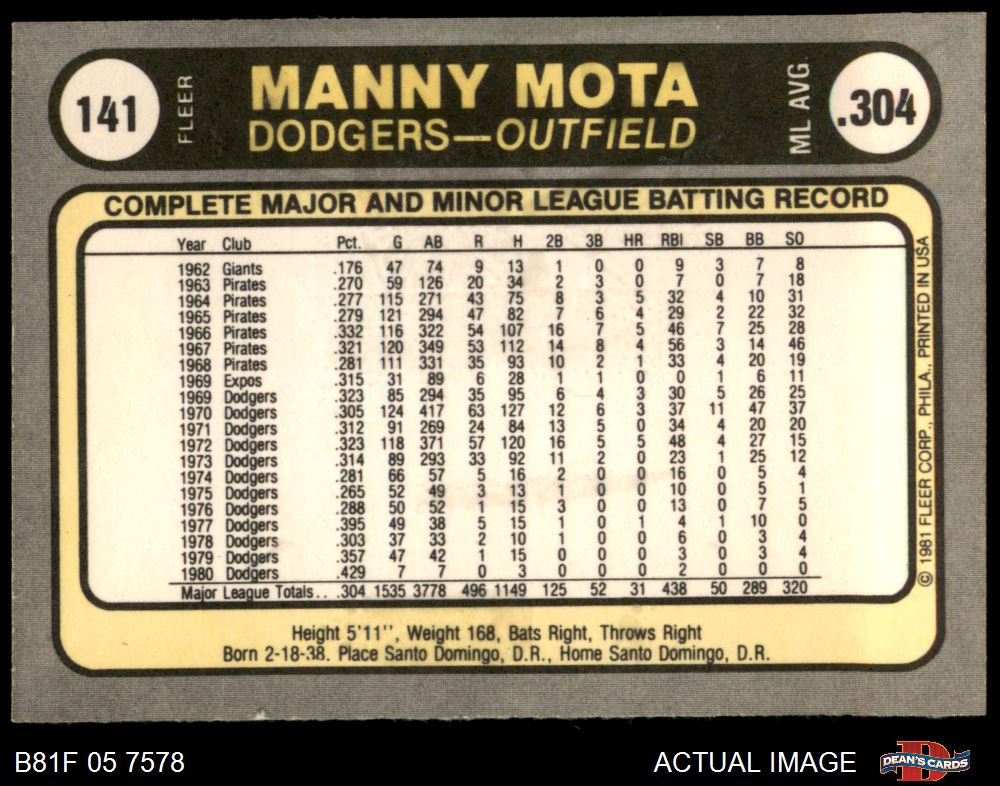 141 FLEER MANNY MOTA ML AVG .304
DODGERS—OUTFIELD
COMPLETE MAJOR AND MINOR LEAGUE BATTING RECORD
Year Club Pct. G AB R H 2B 3B HR RBI SB BB SO
1962 Giants .176 47 74 9 13 1 0 0 9 3 7 8
1963 Pirates .270 59 126 20 34 2 3 0 7 0 7 18
1964 Pirates .277 115 271 43 75 8 3 5 32 4 10 31
1965 Pirates .279 121 294 47 82 7 6 4 29 2 22 32
1966 Pirates .332 116 322 54 107 16 7 5 46 7 25 28
1967 Pirates .321 120 349 53 112 14 8 4 56 3 14 46
1968 Pirates .281 111 331 35 93 10 2 1 33 4 20 19
1969 Expos .315 31 89 6 28 1 1 0 0 1 6 11
1969 Dodgers .323 85 294 35 95 6 4 3 30 5 26 25
1970 Dodgers .305 124 417 63 127 12 6 3 37 11 47 37
1971 Dodgers .312 91 269 24 84 13 5 0 34 4 20 20
1972 Dodgers .323 118 371 57 120 16 5 5 48 4 27 15
1973 Dodgers .314 89 293 33 92 11 2 0 23 1 25 12
1974 Dodgers .281 66 57 5 16 2 0 0 16 0 5 4
1975 Dodgers .265 52 49 3 13 1 0 0 10 0 5 1
1976 Dodgers .288 50 52 1 15 3 0 0 13 0 7 5
1977 Dodgers .395 49 38 5 15 1 0 1 4 1 10 0
1978 Dodgers .303 37 33 2 10 1 0 0 6 0 3 4
1979 Dodgers .357 47 42 1 15 0 0 0 3 0 3 4
1980 Dodgers .429 7 7 0 3 0 0 0 2 0 0 0
Major League Totals.. .304 1535 3778 496 1149 125 52 31 438 50 289 320
© 1981 FLEER CORP., PHILA., PRINTED IN USA
Height 5'11'', Weight 168, Bats Right, Throws Right
Born 2-18-38. Place Santo Domingo, D.R., Home Santo Domingo, D.R.
B81F 05 7578 ACTUAL IMAGE D DEAN'S CARDS